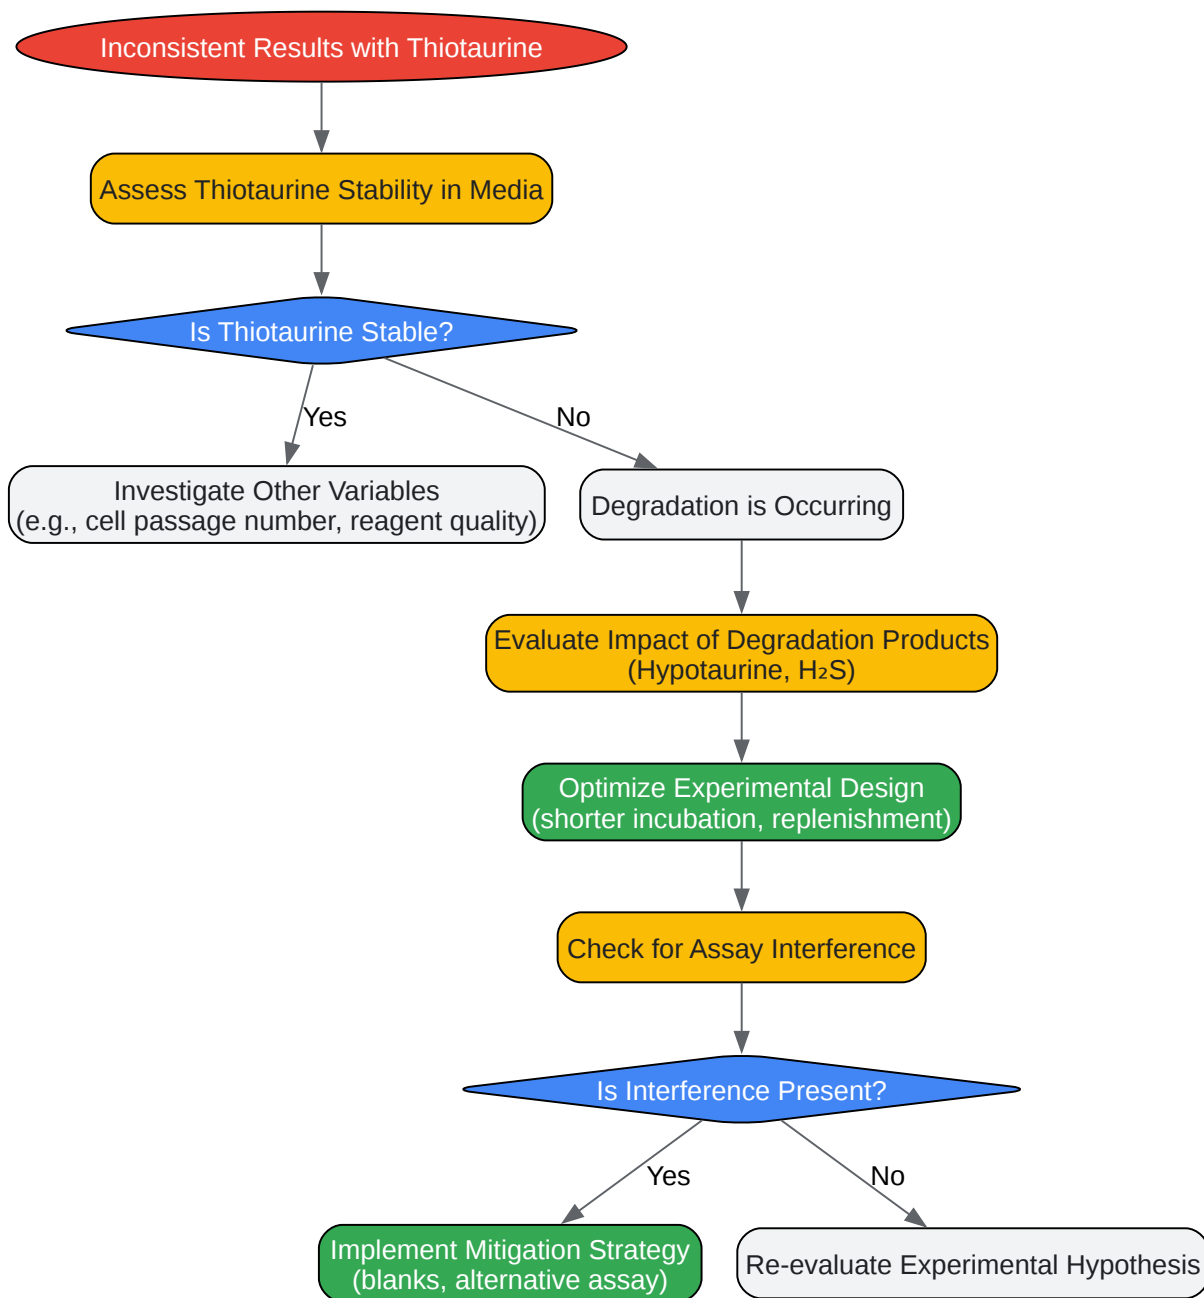 Inconsistent Results with Thiotaurine
Assess Thiotaurine Stability in Media
Is Thiotaurine Stable?
Yes
No
Investigate Other Variables
(e.g., cell passage number, reagent quality)
Degradation is Occurring
Evaluate Impact of Degradation Products
(Hypotaurine, H₂S)
Optimize Experimental Design
(shorter incubation, replenishment)
Check for Assay Interference
Is Interference Present?
Yes
No
Implement Mitigation Strategy
(blanks, alternative assay)
Re-evaluate Experimental Hypothesis